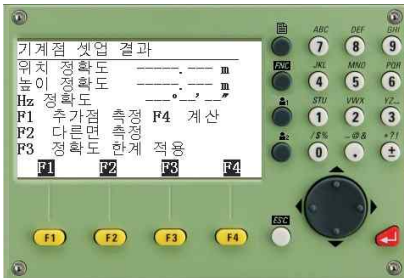 기계점 셋업 결과
위치 정확도 -----.--- m
높이 정확도 -----.--- m
Hz 정확도 ---°--'--"
F1 추가점 측정 F4 계산
F2 다른면 측정
F3 정확도 한계 적용
F1 F2 F3 F4
F1 F2 F3 F4
ABC DEF GHI
7 8 9
FNC JKL MNO PQR
4 5 6
STU VWX YZ...
1 2 3
/$% _@& *?!
0 . ±
ESC